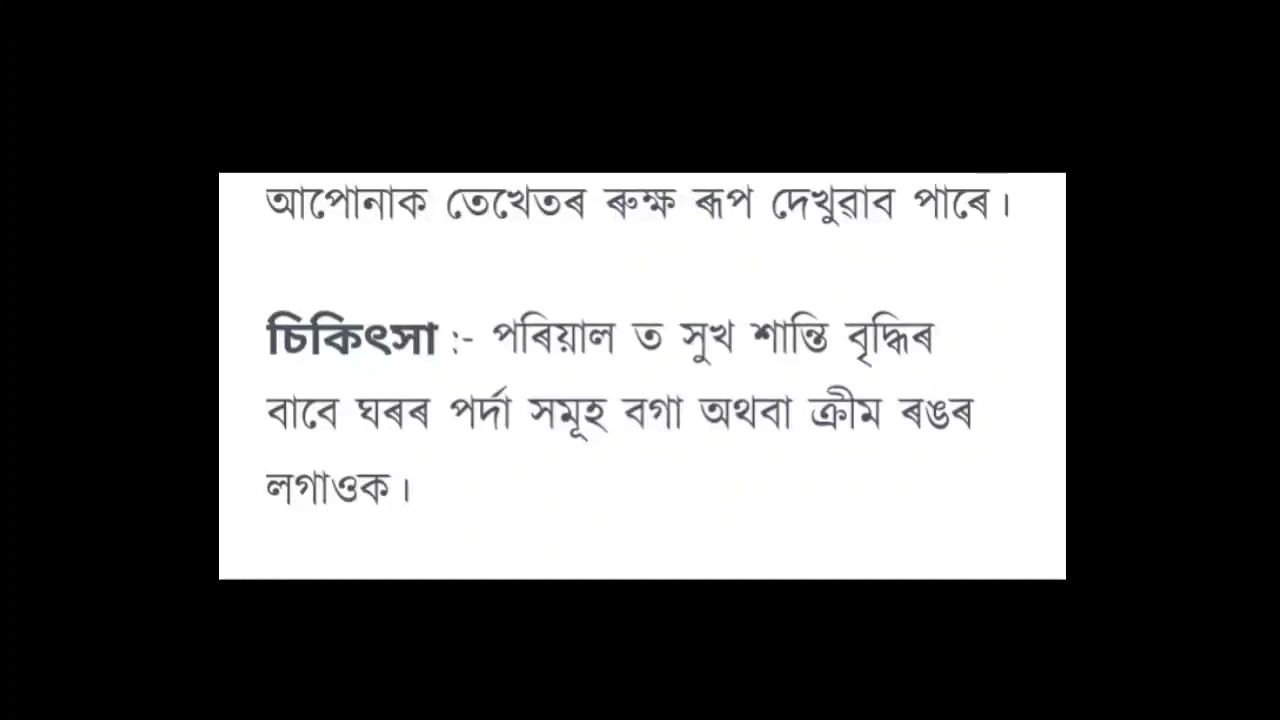 আপোনাক তেখেতৰ ৰুক্ষ ৰূপ দেখুৱাব পাৰে।
চিকিৎসা :- পৰিয়াল ত সুখ শান্তি বৃদ্ধিৰ
বাবে ঘৰৰ পৰ্দা সমূহ বগা অথবা ক্ৰীম ৰঙৰ
লগাওক।